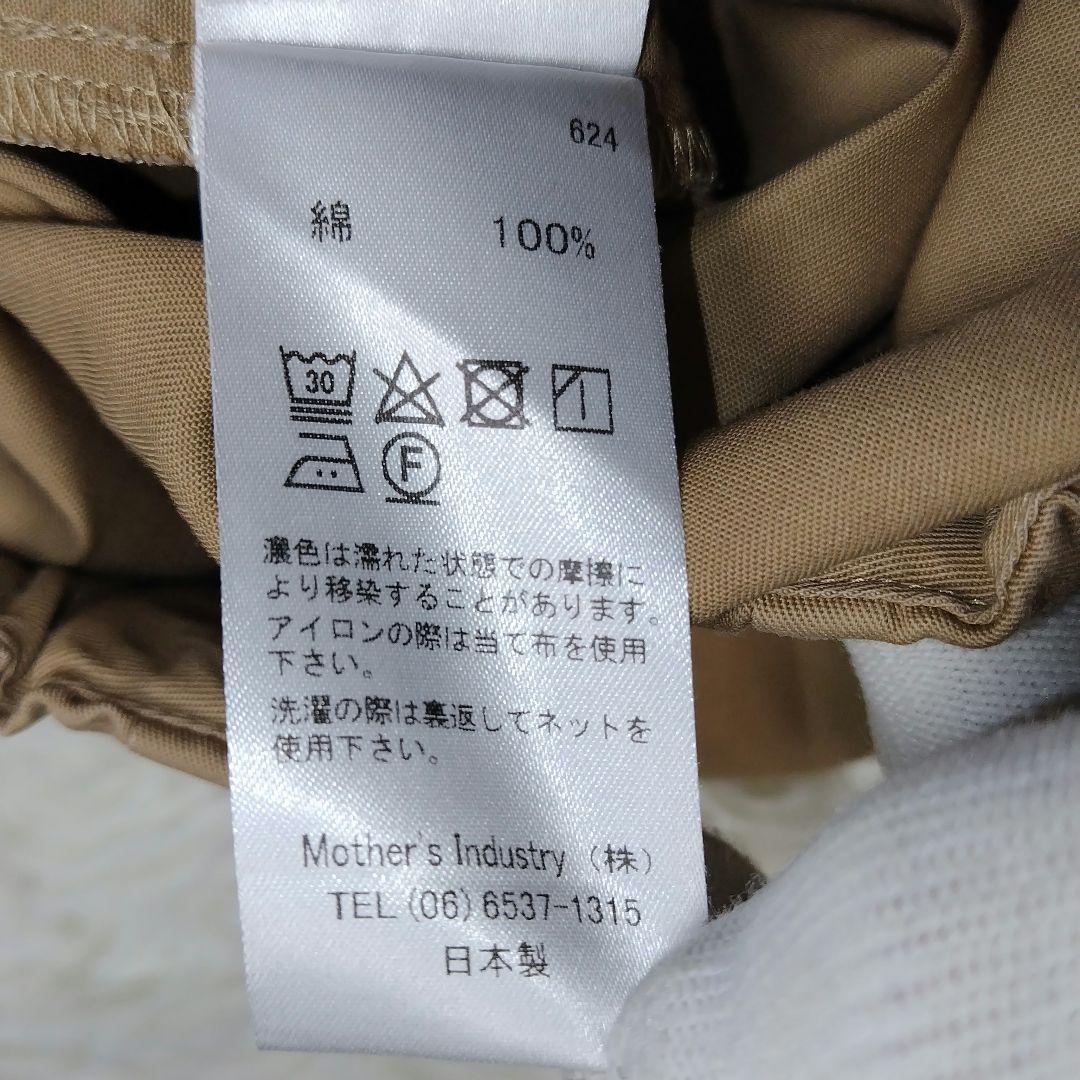 624
綿 100%
30
F
濃色は濡れた状態での摩擦に
より移染することがあります。
アイロンの際は当て布を使用
下さい。
洗濯の際は裏返してネットを
使用下さい。
Mother's Industry (株)
TEL (06) 6537-1315
日本製